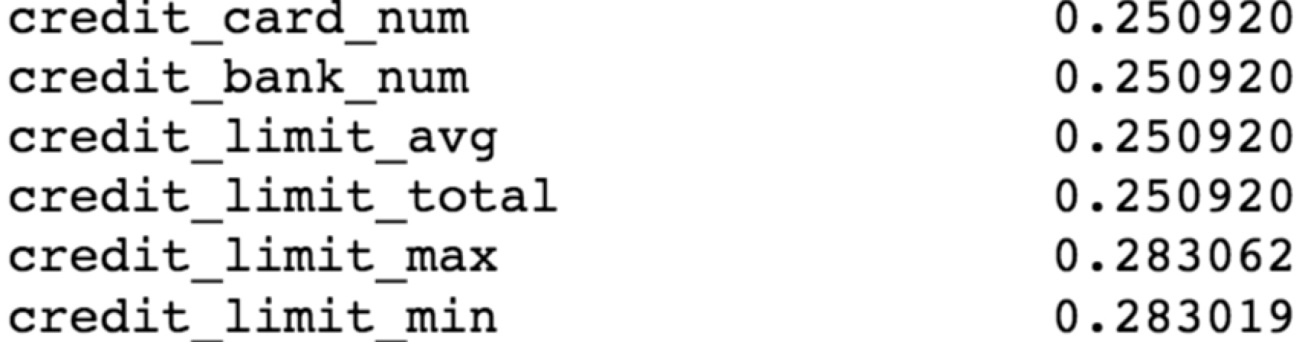 credit_card_num 0.250920
credit_bank_num 0.250920
credit_limit_avg 0.250920
credit_limit_total 0.250920
credit_limit_max 0.283062
credit_limit_min 0.283019